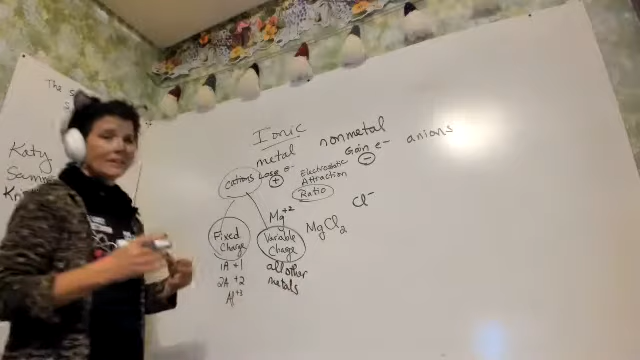 The
Katy
Ionic
metal nonmetal
cations Lose e- Gain e- anions
+ -
Electrostatic
Attraction
Ratio
Mg+2 Cl-
MgCl2
Fixed
Charge
1A +1
2A +2
Al+3
Variable
Charge
all other
metals